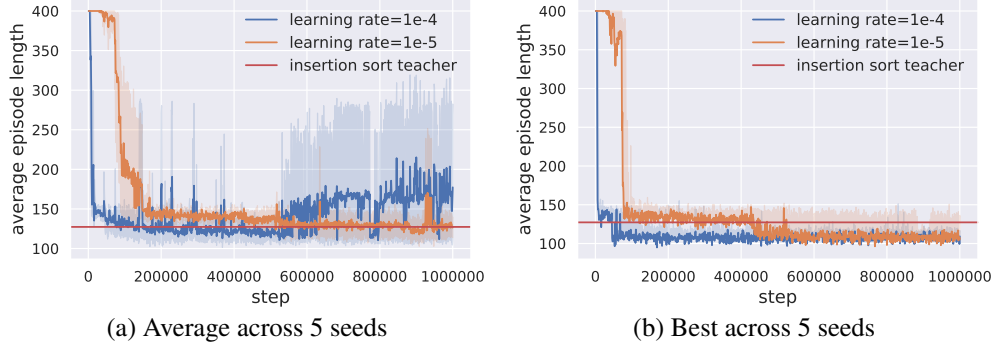 400
350
300
250
200
150
100
average episode length
learning rate=1e-4
learning rate=1e-5
insertion sort teacher
0
200000
400000
600000
800000
1000000
step
(a) Average across 5 seeds
400
350
300
250
200
150
100
average episode length
learning rate=1e-4
learning rate=1e-5
insertion sort teacher
0
200000
400000
600000
800000
1000000
step
(b) Best across 5 seeds